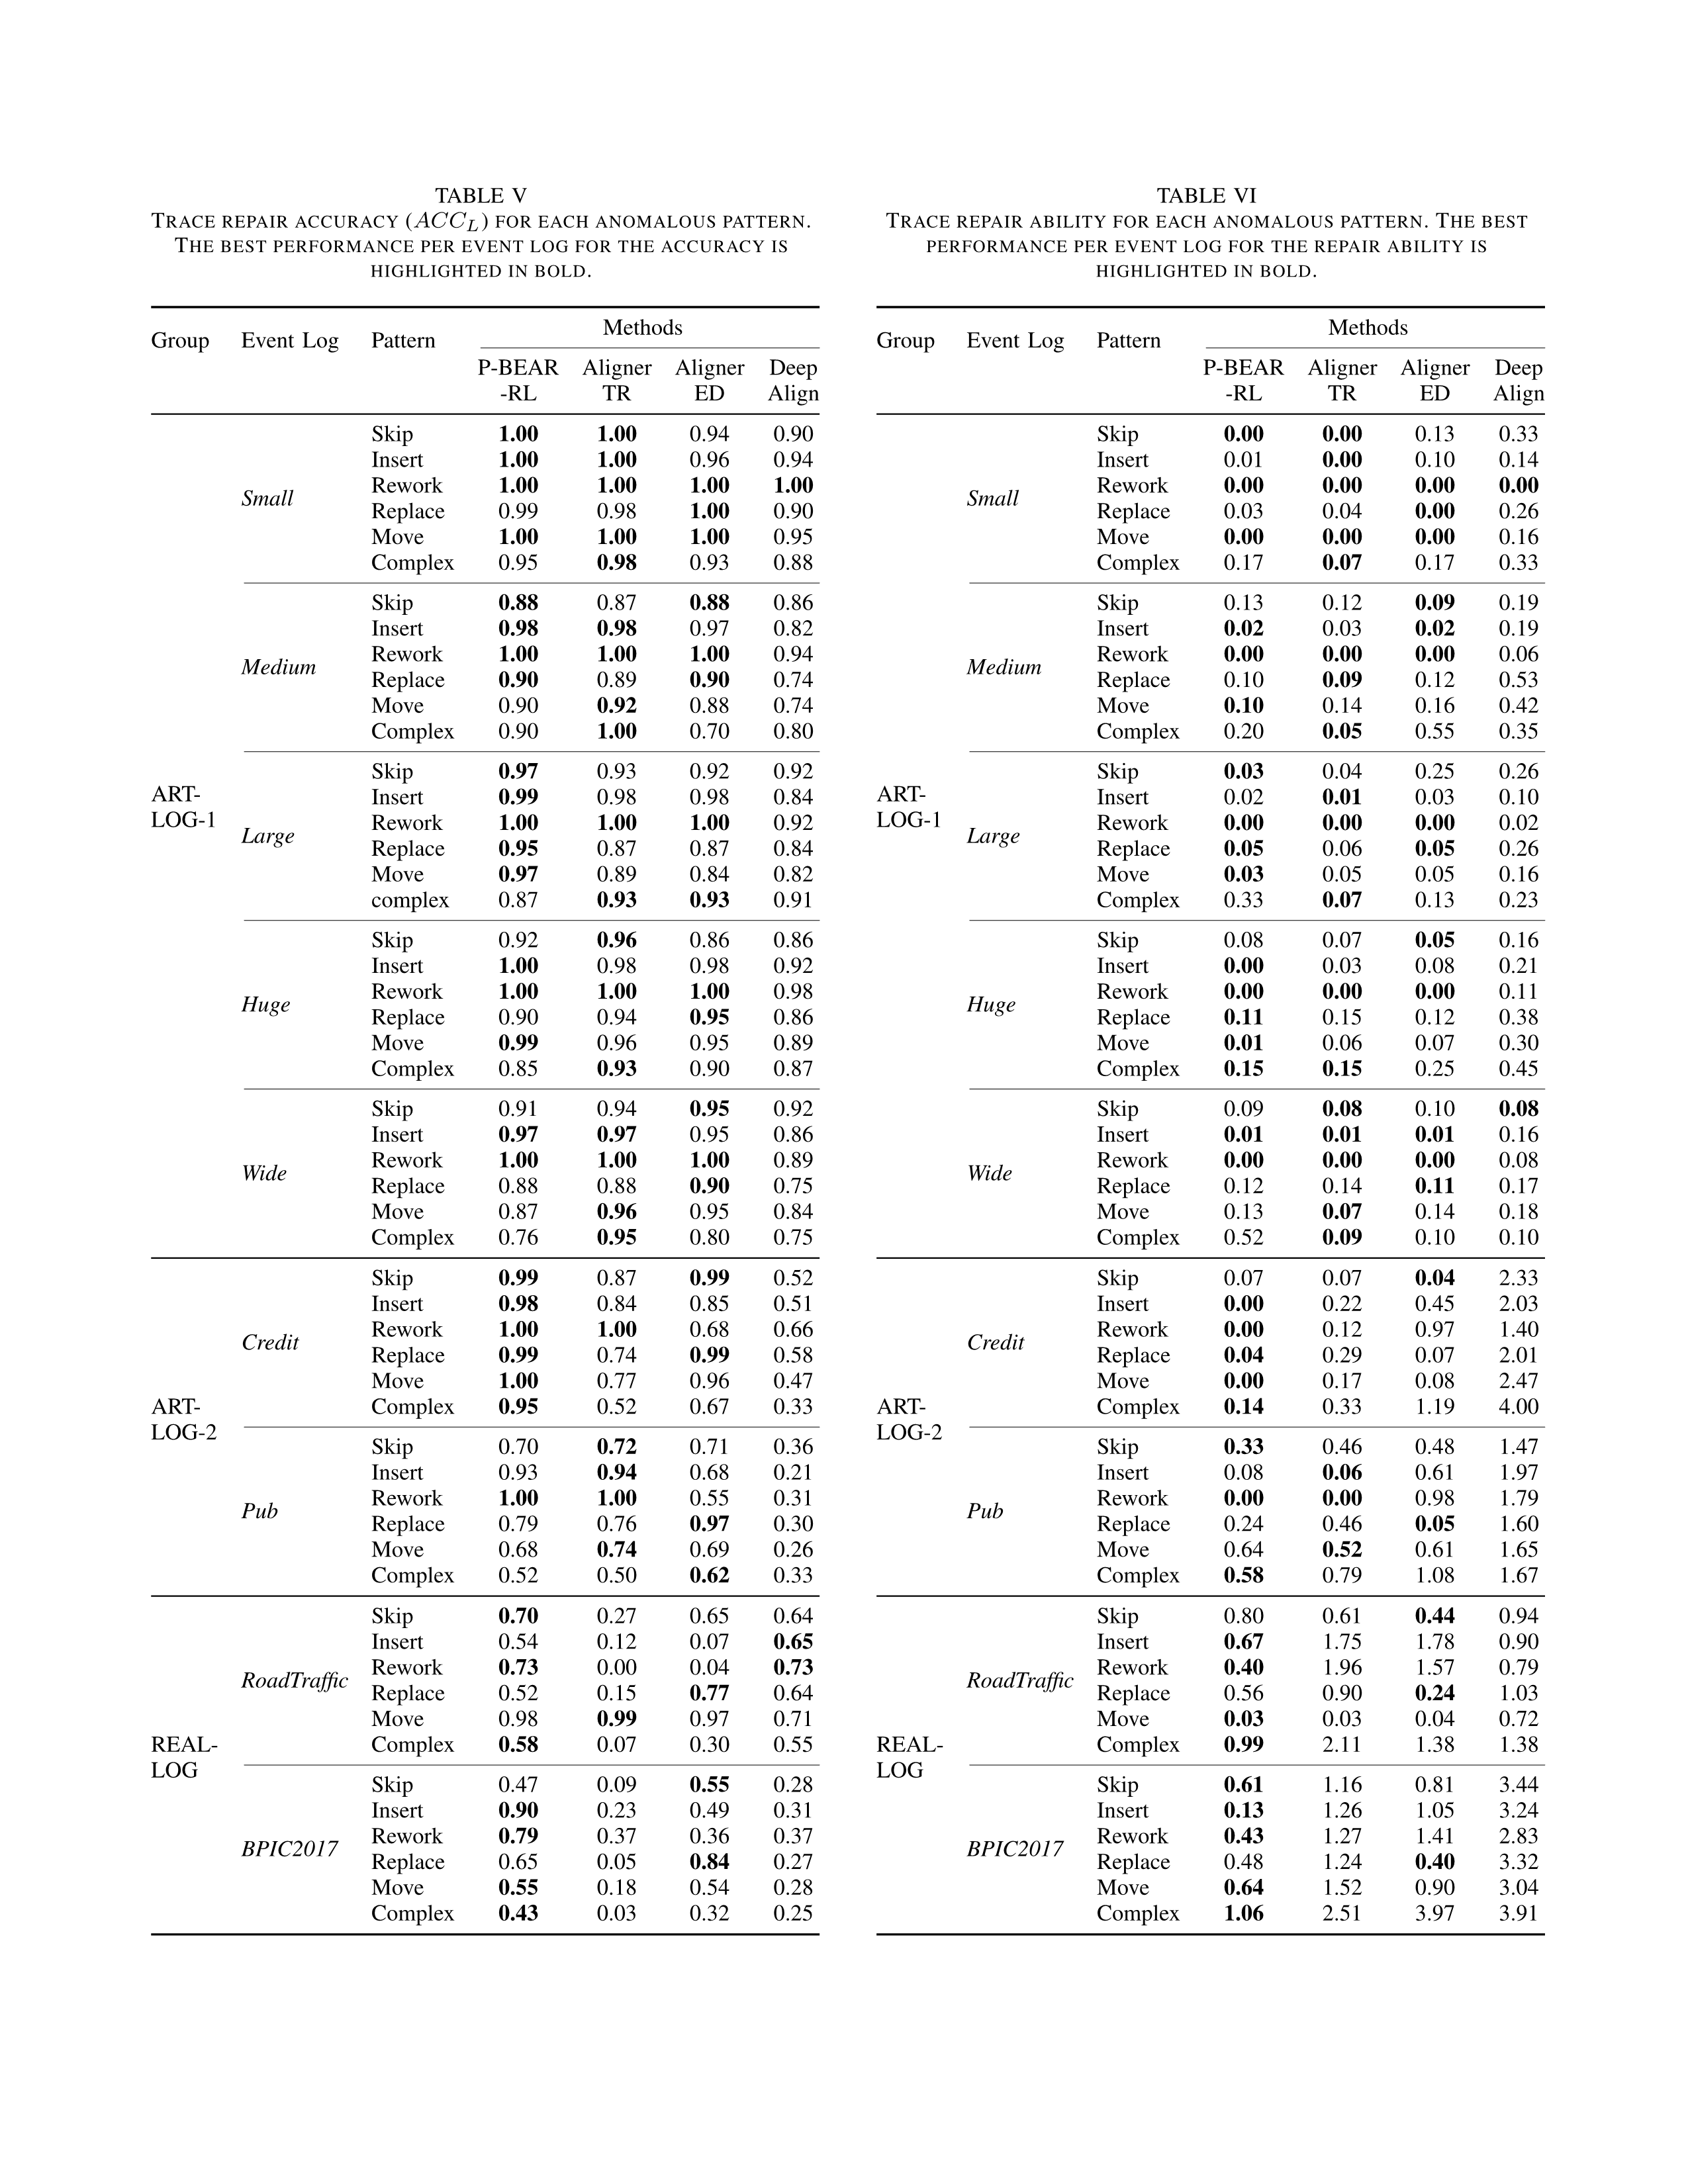 TABLE V
TRACE REPAIR ACCURACY (ACC_L) FOR EACH ANOMALOUS PATTERN.
THE BEST PERFORMANCE PER EVENT LOG FOR THE ACCURACY IS
HIGHLIGHTED IN BOLD.
Group Event Log Pattern Methods
P-BEAR Aligner Aligner Deep
-RL TR ED Align
ART-
LOG-1
Small
Skip 1.00 1.00 0.94 0.90
Insert 1.00 1.00 0.96 0.94
Rework 1.00 1.00 1.00 1.00
Replace 0.99 0.98 1.00 0.90
Move 1.00 1.00 1.00 0.95
Complex 0.95 0.98 0.93 0.88
Medium
Skip 0.88 0.87 0.88 0.86
Insert 0.98 0.98 0.97 0.82
Rework 1.00 1.00 1.00 0.94
Replace 0.90 0.89 0.90 0.74
Move 0.90 0.92 0.88 0.74
Complex 0.90 1.00 0.70 0.80
Large
Skip 0.97 0.93 0.92 0.92
Insert 0.99 0.98 0.98 0.84
Rework 1.00 1.00 1.00 0.92
Replace 0.95 0.87 0.87 0.84
Move 0.97 0.89 0.84 0.82
complex 0.87 0.93 0.93 0.91
Huge
Skip 0.92 0.96 0.86 0.86
Insert 1.00 0.98 0.98 0.92
Rework 1.00 1.00 1.00 0.98
Replace 0.90 0.94 0.95 0.86
Move 0.99 0.96 0.95 0.89
Complex 0.85 0.93 0.90 0.87
Wide
Skip 0.91 0.94 0.95 0.92
Insert 0.97 0.97 0.95 0.86
Rework 1.00 1.00 1.00 0.89
Replace 0.88 0.88 0.90 0.75
Move 0.87 0.96 0.95 0.84
Complex 0.76 0.95 0.80 0.75
ART-
LOG-2
Credit
Skip 0.99 0.87 0.99 0.52
Insert 0.98 0.84 0.85 0.51
Rework 1.00 1.00 0.68 0.66
Replace 0.99 0.74 0.99 0.58
Move 1.00 0.77 0.96 0.47
Complex 0.95 0.52 0.67 0.33
Pub
Skip 0.70 0.72 0.71 0.36
Insert 0.93 0.94 0.68 0.21
Rework 1.00 1.00 0.55 0.31
Replace 0.79 0.76 0.97 0.30
Move 0.68 0.74 0.69 0.26
Complex 0.52 0.50 0.62 0.33
REAL-
LOG
RoadTraffic
Skip 0.70 0.27 0.65 0.64
Insert 0.54 0.12 0.07 0.65
Rework 0.73 0.00 0.04 0.73
Replace 0.52 0.15 0.77 0.64
Move 0.98 0.99 0.97 0.71
Complex 0.58 0.07 0.30 0.55
BPIC2017
Skip 0.47 0.09 0.55 0.28
Insert 0.90 0.23 0.49 0.31
Rework 0.79 0.37 0.36 0.37
Replace 0.65 0.05 0.84 0.27
Move 0.55 0.18 0.54 0.28
Complex 0.43 0.03 0.32 0.25
TABLE VI
TRACE REPAIR ABILITY FOR EACH ANOMALOUS PATTERN. THE BEST
PERFORMANCE PER EVENT LOG FOR THE REPAIR ABILITY IS
HIGHLIGHTED IN BOLD.
Group Event Log Pattern Methods
P-BEAR Aligner Aligner Deep
-RL TR ED Align
ART-
LOG-1
Small
Skip 0.00 0.00 0.13 0.33
Insert 0.01 0.00 0.10 0.14
Rework 0.00 0.00 0.00 0.00
Replace 0.03 0.04 0.00 0.26
Move 0.00 0.00 0.00 0.16
Complex 0.17 0.07 0.17 0.33
Medium
Skip 0.13 0.12 0.09 0.19
Insert 0.02 0.03 0.02 0.19
Rework 0.00 0.00 0.00 0.06
Replace 0.10 0.09 0.12 0.53
Move 0.10 0.14 0.16 0.42
Complex 0.20 0.05 0.55 0.35
Large
Skip 0.03 0.04 0.25 0.26
Insert 0.02 0.01 0.03 0.10
Rework 0.00 0.00 0.00 0.02
Replace 0.05 0.06 0.05 0.26
Move 0.03 0.05 0.05 0.16
Complex 0.33 0.07 0.13 0.23
Huge
Skip 0.08 0.07 0.05 0.16
Insert 0.00 0.03 0.08 0.21
Rework 0.00 0.00 0.00 0.11
Replace 0.11 0.15 0.12 0.38
Move 0.01 0.06 0.07 0.30
Complex 0.15 0.15 0.25 0.45
Wide
Skip 0.09 0.08 0.10 0.08
Insert 0.01 0.01 0.01 0.16
Rework 0.00 0.00 0.00 0.08
Replace 0.12 0.14 0.11 0.17
Move 0.13 0.07 0.14 0.18
Complex 0.52 0.09 0.10 0.10
ART-
LOG-2
Credit
Skip 0.07 0.07 0.04 2.33
Insert 0.00 0.22 0.45 2.03
Rework 0.00 0.12 0.97 1.40
Replace 0.04 0.29 0.07 2.01
Move 0.00 0.17 0.08 2.47
Complex 0.14 0.33 1.19 4.00
Pub
Skip 0.33 0.46 0.48 1.47
Insert 0.08 0.06 0.61 1.97
Rework 0.00 0.00 0.98 1.79
Replace 0.24 0.46 0.05 1.60
Move 0.64 0.52 0.61 1.65
Complex 0.58 0.79 1.08 1.67
REAL-
LOG
RoadTraffic
Skip 0.80 0.61 0.44 0.94
Insert 0.67 1.75 1.78 0.90
Rework 0.40 1.96 1.57 0.79
Replace 0.56 0.90 0.24 1.03
Move 0.03 0.03 0.04 0.72
Complex 0.99 2.11 1.38 1.38
BPIC2017
Skip 0.61 1.16 0.81 3.44
Insert 0.13 1.26 1.05 3.24
Rework 0.43 1.27 1.41 2.83
Replace 0.48 1.24 0.40 3.32
Move 0.64 1.52 0.90 3.04
Complex 1.06 2.51 3.97 3.91